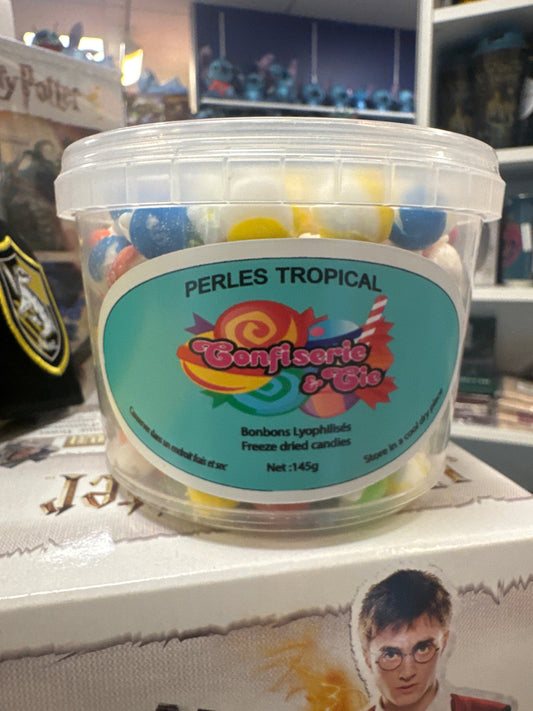 ry Potter
PERLES TROPICAL
Confiserie
& Cie
Bonbons Lyophilisés
Freeze dried candies
Net :145g
Conserver dans un endroit frais et sec
Store in a cool dry place